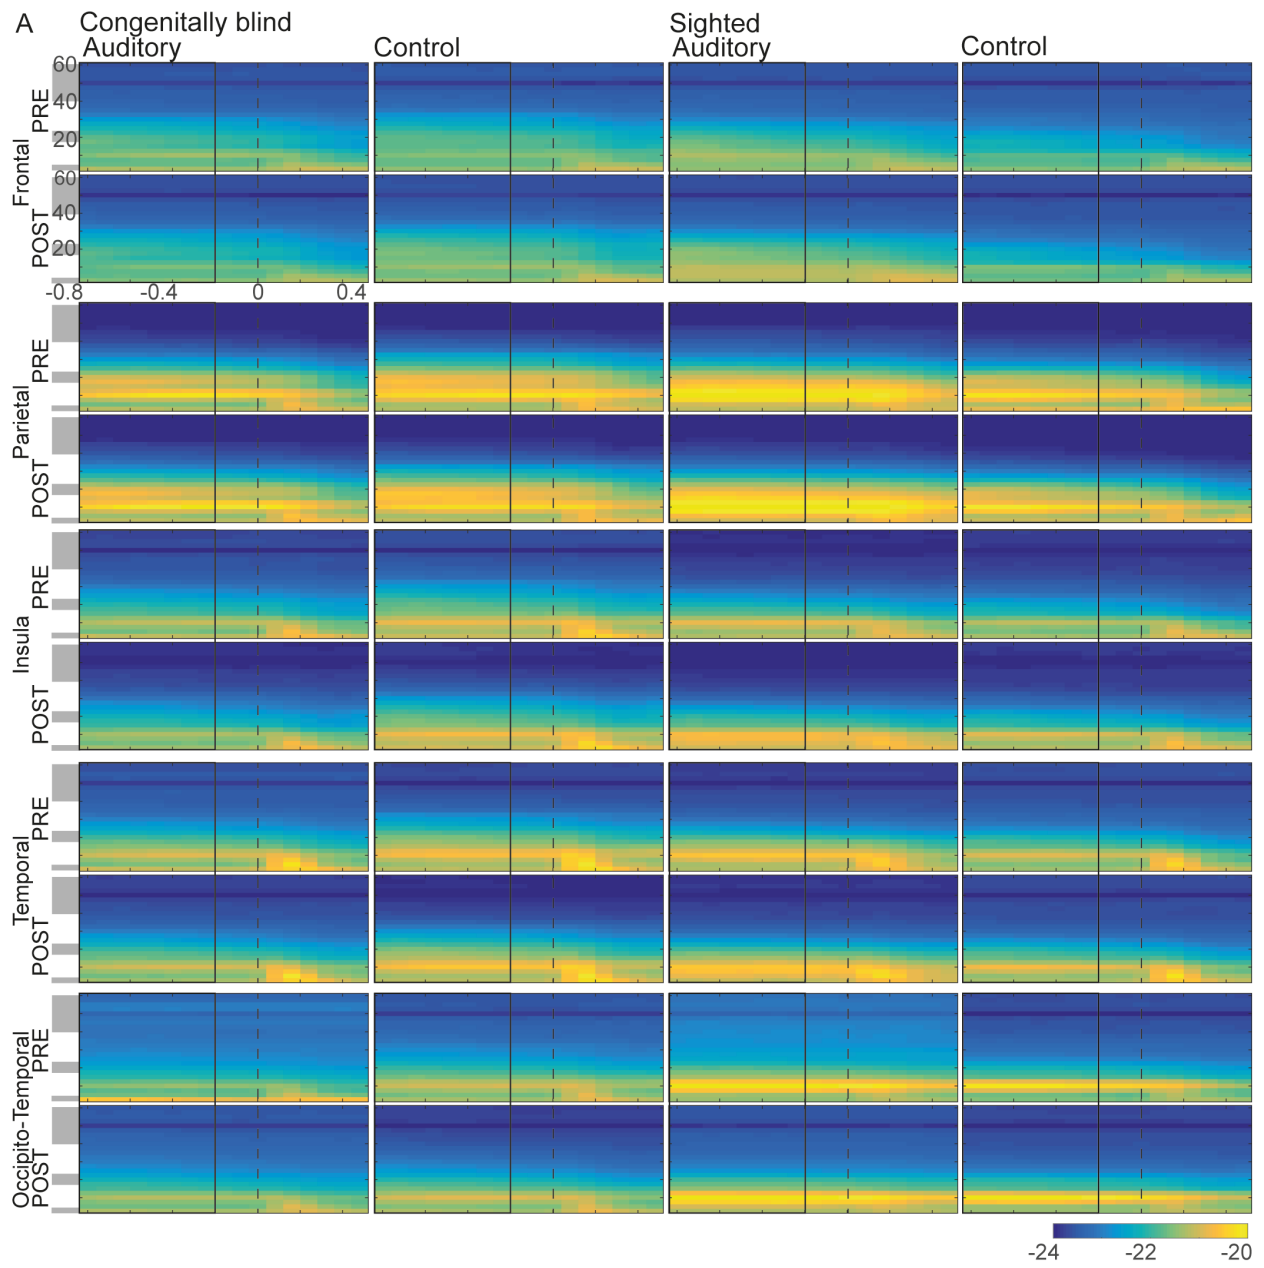 A
Congenitally blind
Sighted
Auditory
Control
Auditory
Control
Frontal
PRE
60
40
20
POST
60
40
20
-0.8
-0.4
0
0.4
Parietal
PRE
POST
Insula
PRE
POST
Temporal
PRE
POST
Occipito-Temporal
PRE
POST
-24
-22
-20